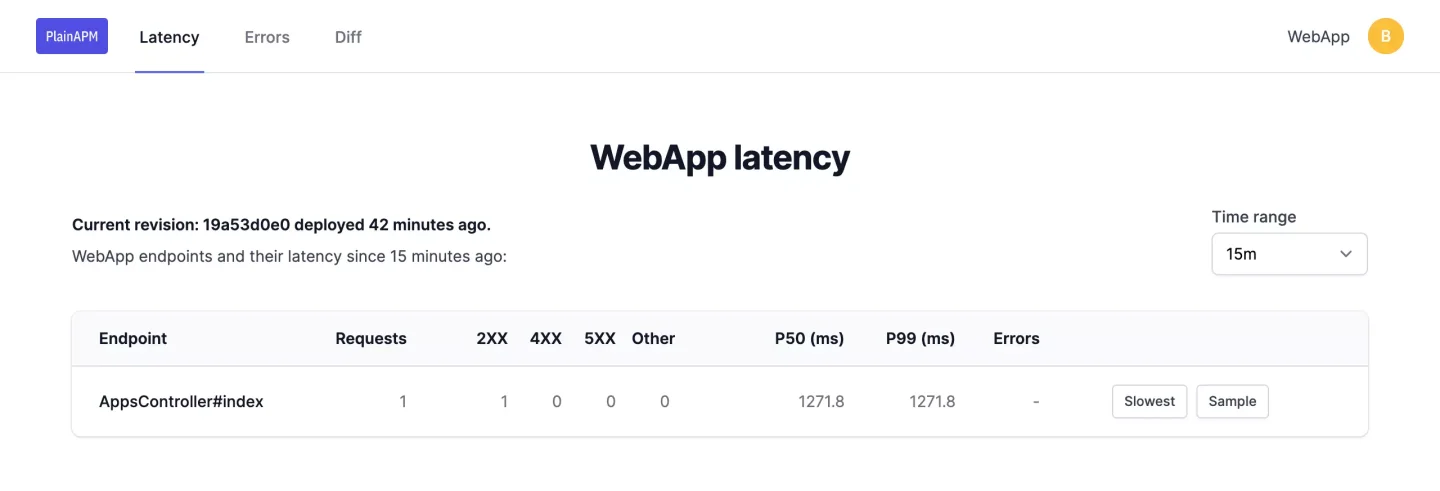 PlainAPM Latency Errors Diff WebApp B
WebApp latency
Current revision: 19a53d0e0 deployed 42 minutes ago.
WebApp endpoints and their latency since 15 minutes ago:
Time range
15m
Endpoint Requests 2XX 4XX 5XX Other P50 (ms) P99 (ms) Errors
AppsController#index 1 1 0 0 0 1271.8 1271.8 - Slowest Sample